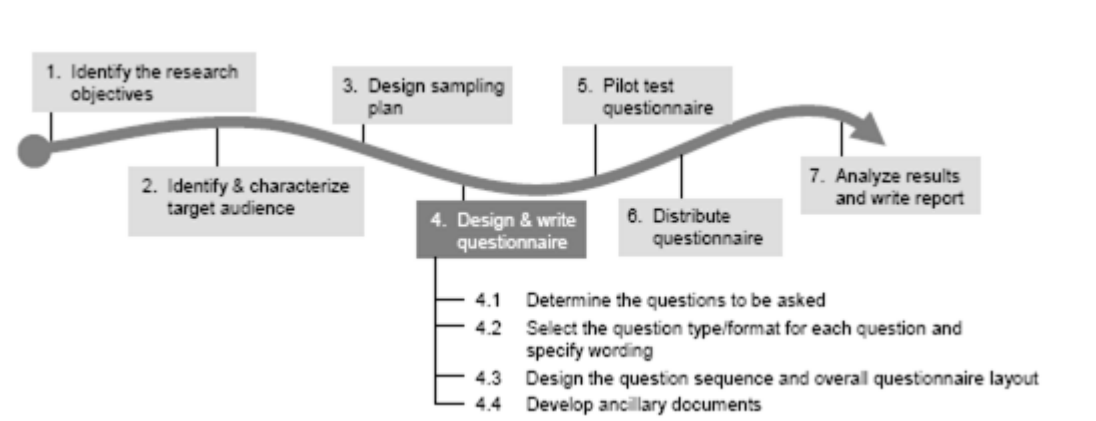 1. Identify the research
objectives
2. Identify & characterize
target audience
3. Design sampling
plan
4. Design & write
questionnaire
4.1 Determine the questions to be asked
4.2 Select the question type/format for each question and
specify wording
4.3 Design the question sequence and overall questionnaire layout
4.4 Develop ancillary documents
5. Pilot test
questionnaire
6. Distribute
questionnaire
7. Analyze results
and write report